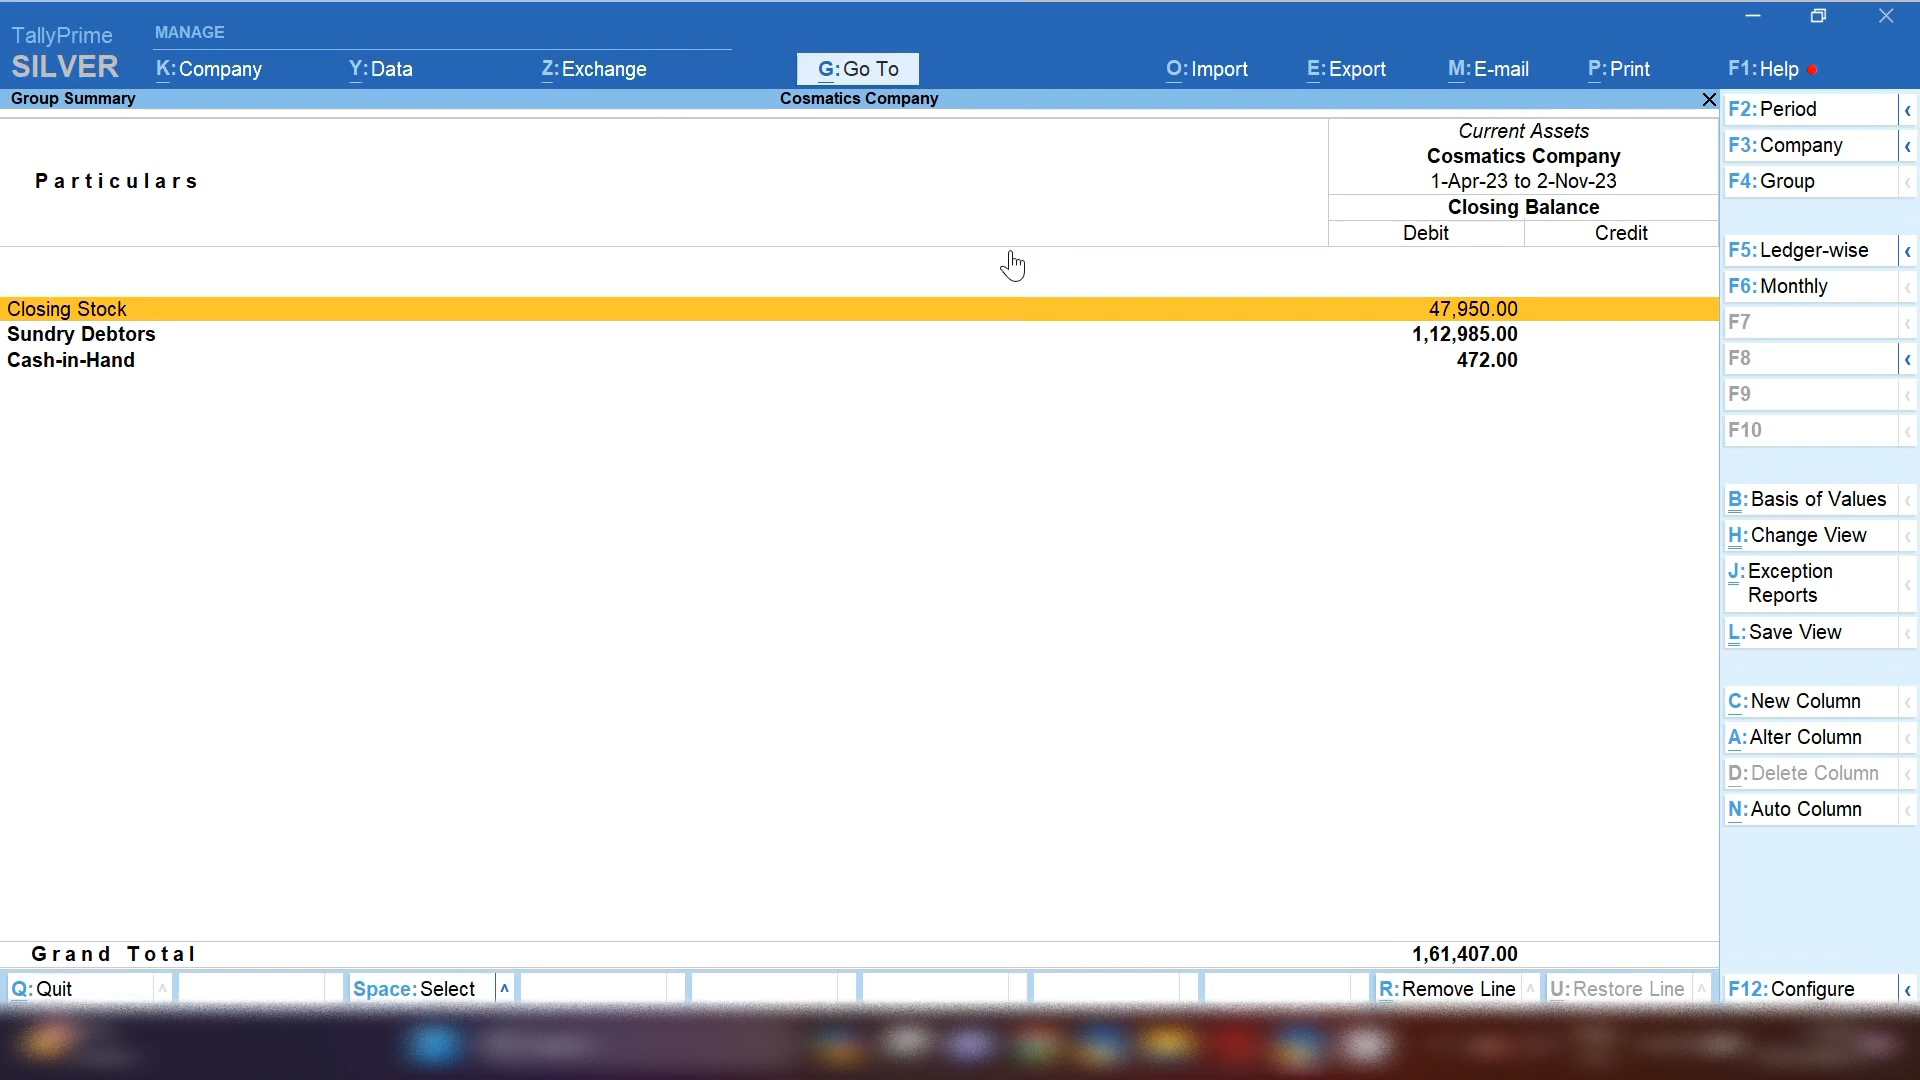 TallyPrime
SILVER
MANAGE
K:Company
Y:Data
Z:Exchange
G:Go To
O:Import
E:Export
M:E-mail
P:Print
F1:Help
Group Summary
Cosmatics Company
Particulars
Current Assets
Cosmatics Company
1-Apr-23 to 2-Nov-23
Closing Balance
Debit Credit
Closing Stock 47,950.00
Sundry Debtors 1,12,985.00
Cash-in-Hand 472.00
Grand Total 1,61,407.00
F2:Period
F3:Company
F4:Group
F5:Ledger-wise
F6:Monthly
F7
F8
F9
F10
B:Basis of Values
H:Change View
J:Exception
Reports
L:Save View
C:New Column
A:Alter Column
D:Delete Column
N:Auto Column
Q:Quit
Space:Select
R:Remove Line
U:Restore Line
F12:Configure